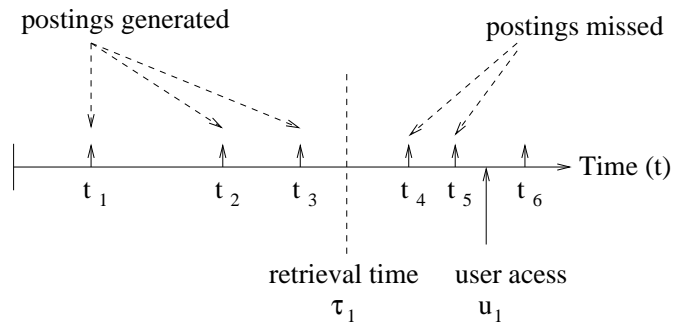 postings generated
postings missed
Time (t)
t 1 t 2 t 3 t 4 t 5 t 6
retrieval time
τ 1
user acess
u 1